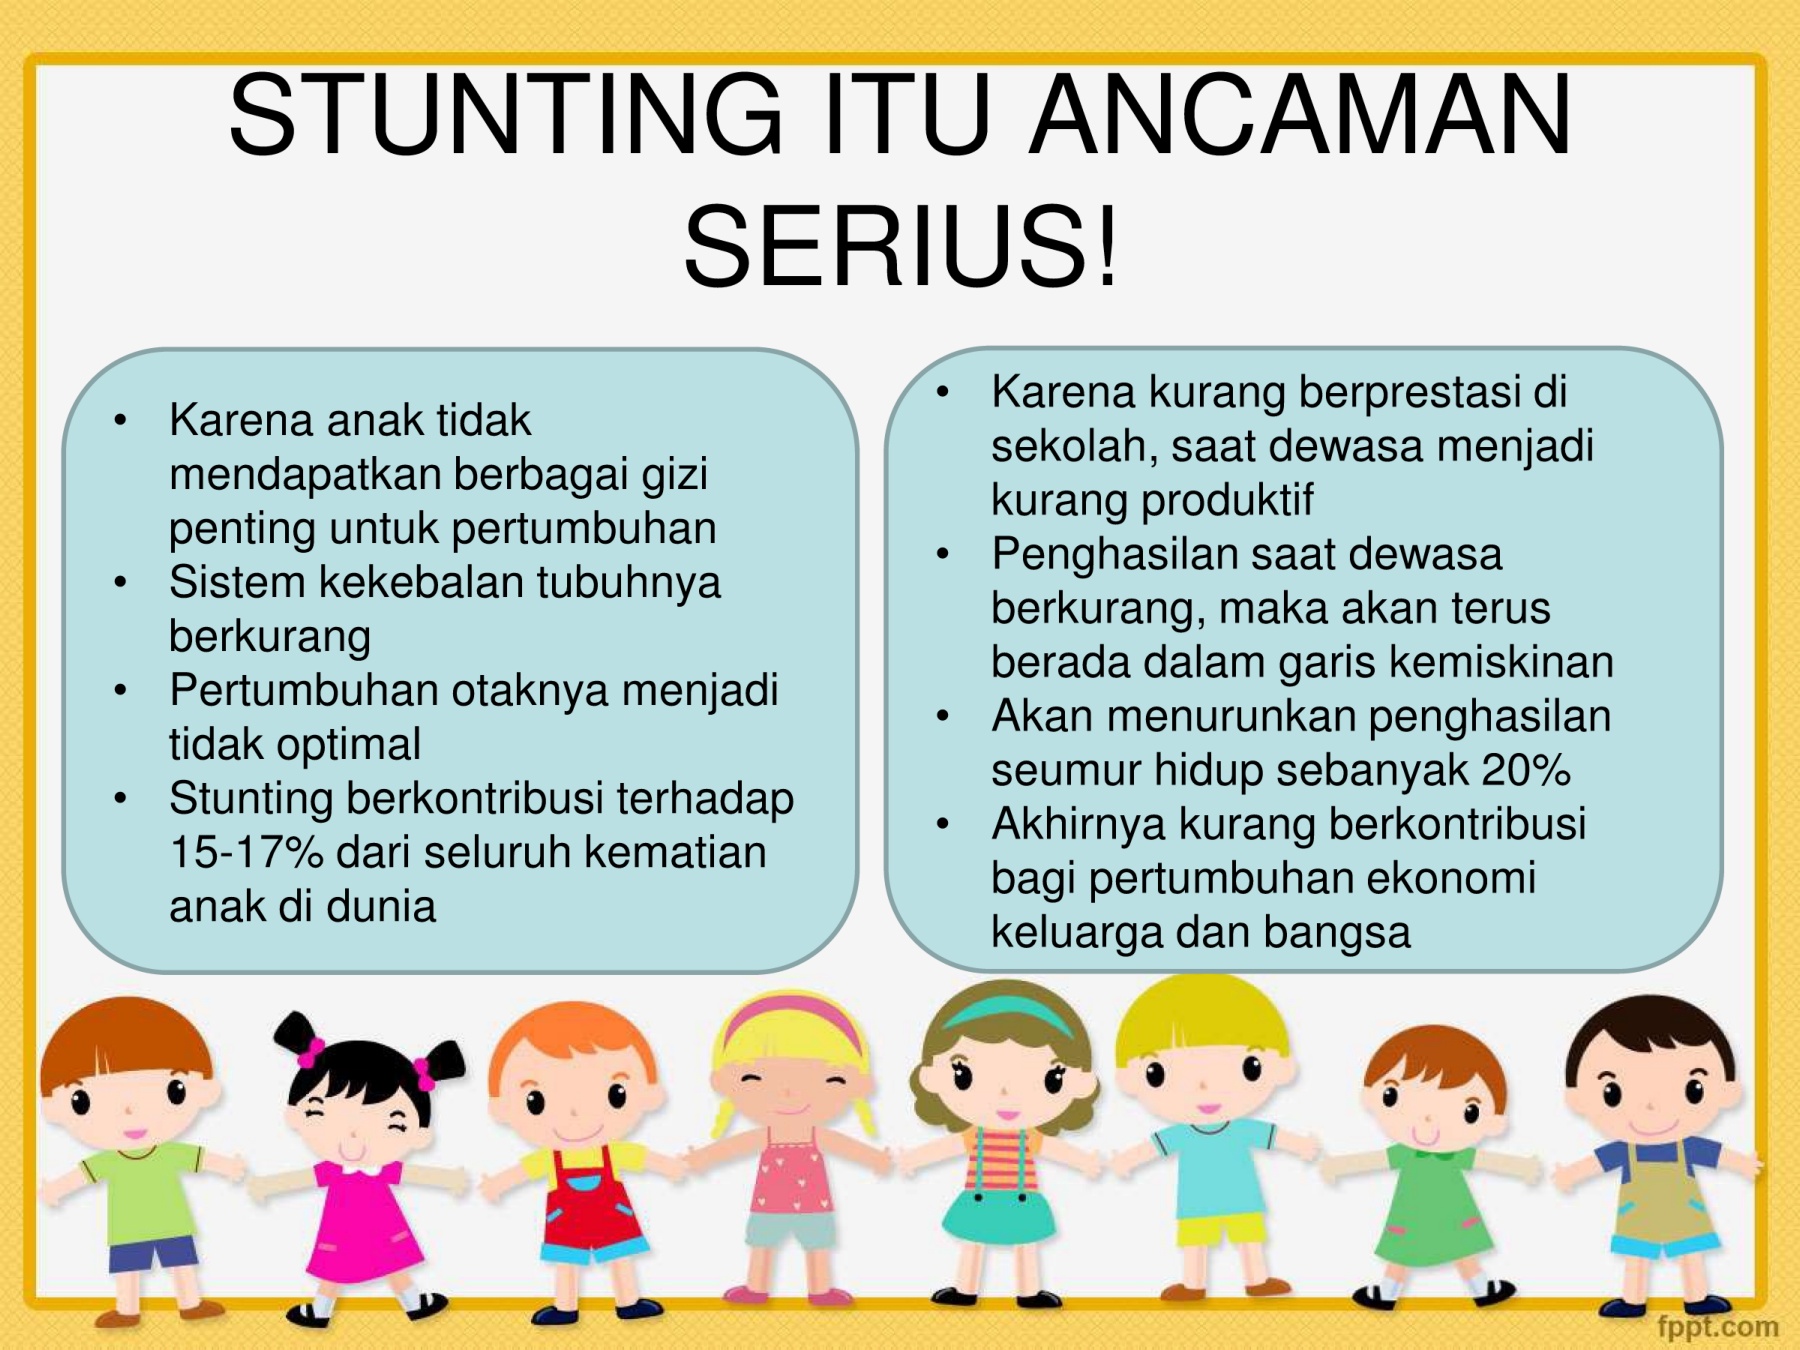 STUNTING ITU ANCAMAN
SERIUS!
• Karena anak tidak
mendapatkan berbagai gizi
penting untuk pertumbuhan
• Sistem kekebalan tubuhnya
berkurang
• Pertumbuhan otaknya menjadi
tidak optimal
• Stunting berkontribusi terhadap
15-17% dari seluruh kematian
anak di dunia
• Karena kurang berprestasi di
sekolah, saat dewasa menjadi
kurang produktif
• Penghasilan saat dewasa
berkurang, maka akan terus
berada dalam garis kemiskinan
• Akan menurunkan penghasilan
seumur hidup sebanyak 20%
• Akhirnya kurang berkontribusi
bagi pertumbuhan ekonomi
keluarga dan bangsa
fppt.com